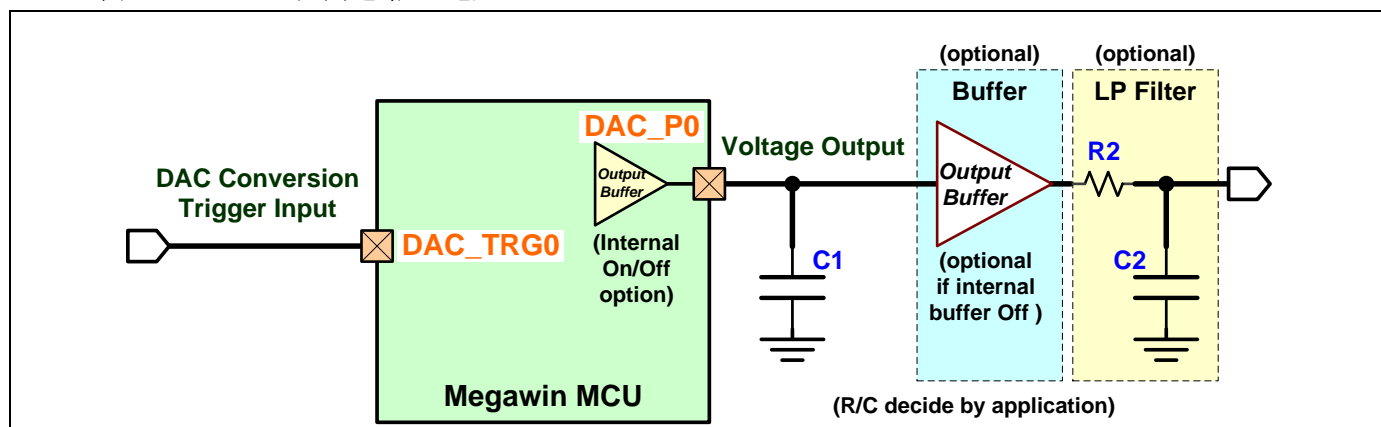 (optional)
(optional)
Buffer
LP Filter
DAC_P0
Voltage Output
R2
DAC Conversion
Trigger Input
Output
Buffer
Output
Buffer
DAC_TRG0
(Internal
On/Off
option)
C1
(optional
if internal
buffer Off )
C2
Megawin MCU
(R/C decide by application)